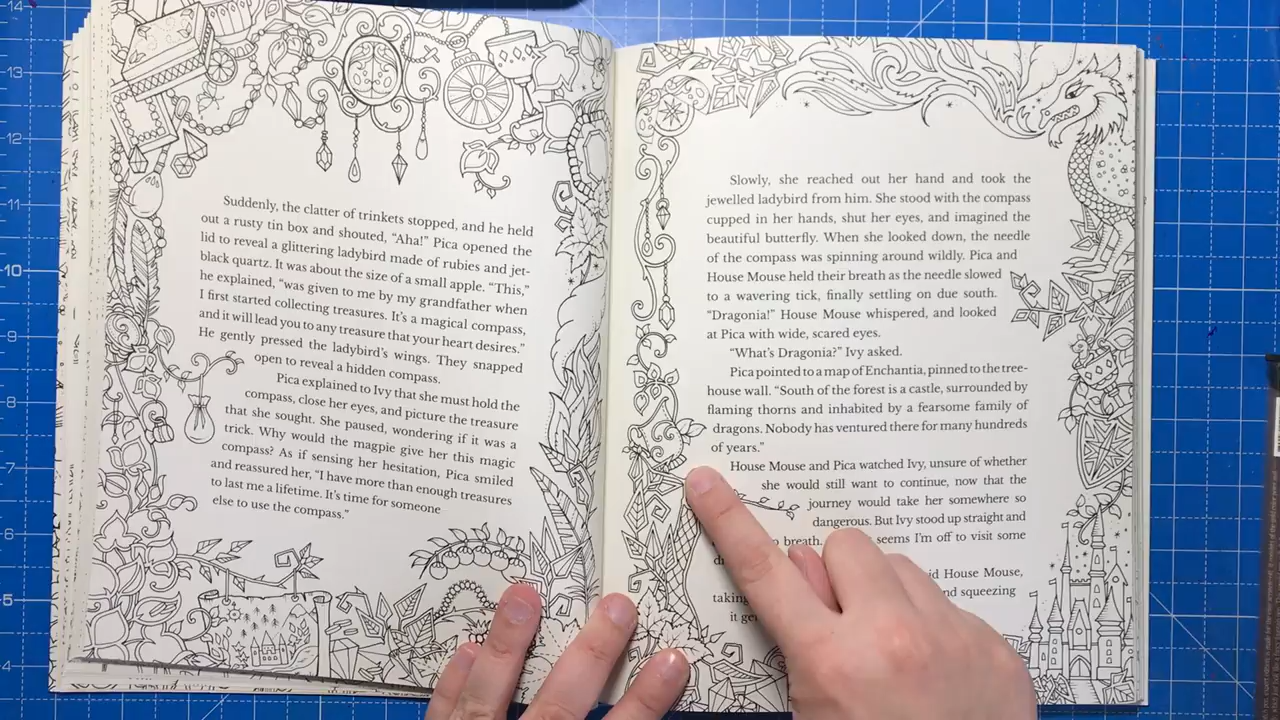 Suddenly, the clatter of trinkets stopped, and he held
out a rusty tin box and shouted, “Aha!” Pica opened the
lid to reveal a glittering ladybird made of rubies and jet-
black quartz. It was about the size of a small apple. “This,”
he explained, “was given to me by my grandfather when
I first started collecting treasures. It’s a magical compass,
and it will lead you to any treasure that your heart desires.”
He gently pressed the ladybird’s wings. They snapped
open to reveal a hidden compass.
Pica explained to Ivy that she must hold the
compass, close her eyes, and picture the treasure
that she sought. She paused, wondering if it was a
trick. Why would the magpie give her this magic
compass? As if sensing her hesitation, Pica smiled
and reassured her, “I have more than enough treasures
to last me a lifetime. It’s time for someone
else to use the compass.”
Slowly, she reached out her hand and took the
jewelled ladybird from him. She stood with the compass
cupped in her hands, shut her eyes, and imagined the
beautiful butterfly. When she looked down, the needle
of the compass was spinning around wildly. Pica and
House Mouse held their breath as the needle slowed
to a wavering tick, finally settling on due south.
“Dragonia!” House Mouse whispered, and looked
at Pica with wide, scared eyes.
“What’s Dragonia?” Ivy asked.
Pica pointed to a map of Enchantia, pinned to the tree-
house wall. “South of the forest is a castle, surrounded by
flaming thorns and inhabited by a fearsome family of
dragons. Nobody has ventured there for many hundreds
of years.”
House Mouse and Pica watched Ivy, unsure of whether
she would still want to continue, now that the
journey would take her somewhere so
dangerous. But Ivy stood up straight and
breath. seems I’m off to visit some
House Mouse,
taking squeezing
it
14
13
12
11
10
9
8
7
6
5
4